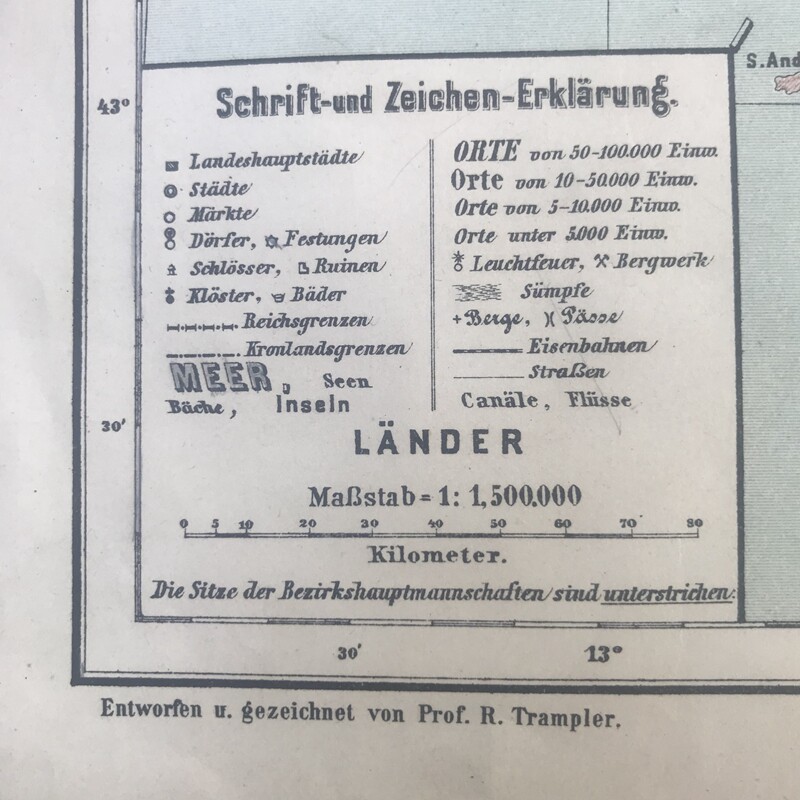 43°
S. And
Schrift-und Zeichen-Erklärung.
Landeshauptstädte
Städte
Märkte
Dörfer, Festungen
Schlösser, Ruinen
Klöster, Bäder
Reichsgrenzen
Kronlandsgrenzen
MEER, Seen
Bäche, Inseln
ORTE von 50-100.000 Einw.
Orte von 10-50.000 Einw.
Orte von 5-10.000 Einw.
Orte unter 5.000 Einw.
Leuchtfeuer, Bergwerk
Sümpfe
Berge, Pässe
Eisenbahnen
Straßen
Canäle, Flüsse
30'
LÄNDER
Maßstab = 1: 1,500.000
0 5 10 20 30 40 50 60 70 80
Kilometer.
Die Sitze der Bezirkshauptmannschaften sind unterstrichen.
30' 13°
Entworfen u. gezeichnet von Prof. R. Trampler.